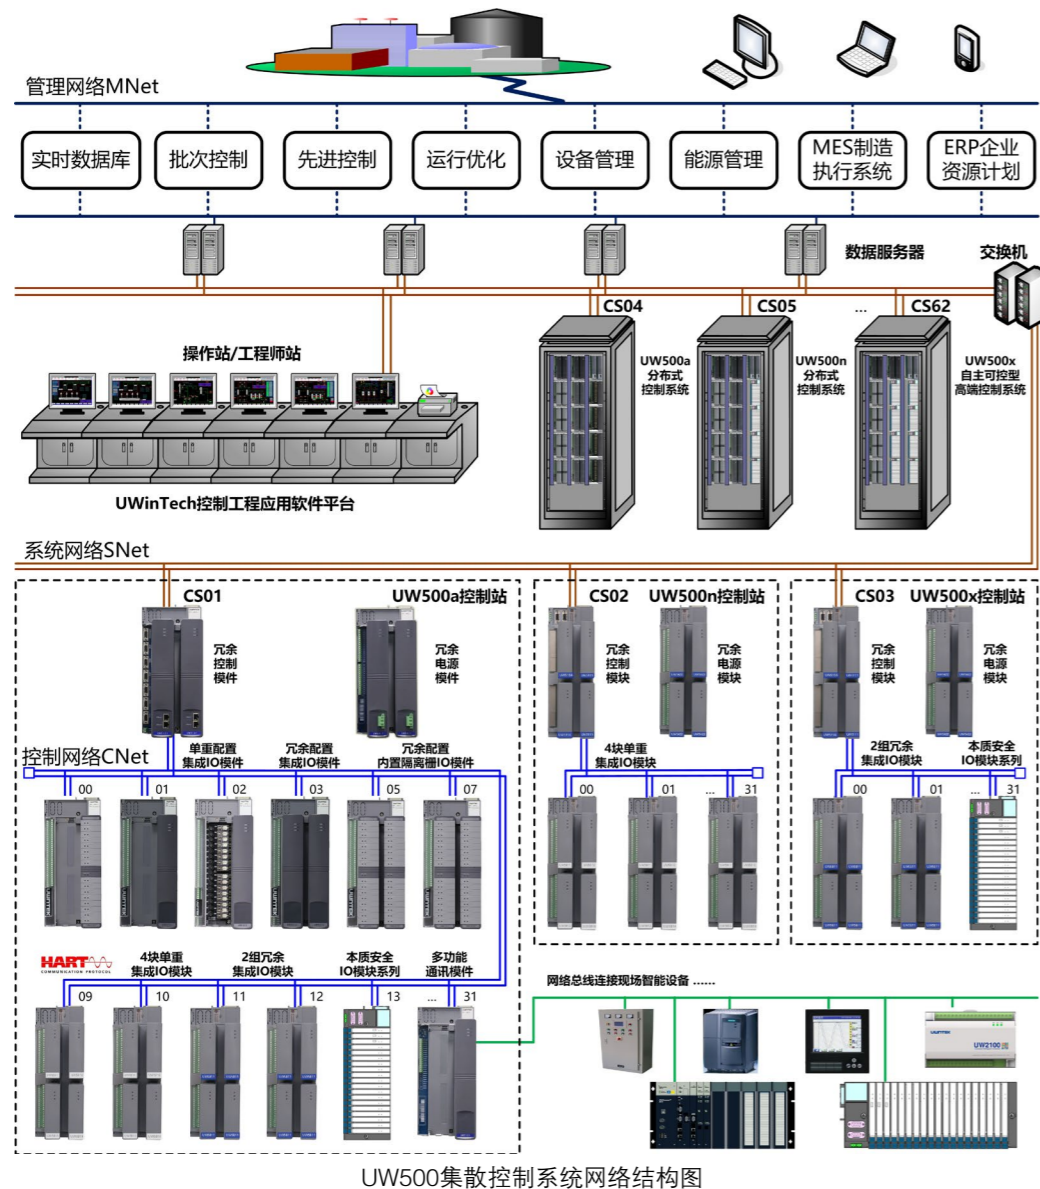 管理网络MNet
实时数据库
批次控制
先进控制
运行优化
设备管理
能源管理
MES制造
执行系统
ERP企业
资源计划
数据服务器
交换机
CS04
CS05
...
CS62
操作站/工程师站
UW500a
分布式
控制系统
UW500n
分布式
控制系统
UW500x
自主可控型
高端控制系统
UWinTech控制工程应用软件平台
系统网络SNet
CS01
UW500a控制站
冗余
控制
模件
冗余
电源
模件
CS02
UW500n控制站
冗余
控制
模块
冗余
电源
模块
CS03
UW500x控制站
冗余
控制
模块
冗余
电源
模块
控制网络CNet
单重配置
集成IO模件
冗余配置
集成IO模件
冗余配置
内置隔离栅IO模件
00
01
02
03
05
07
4块单重
集成IO模块
00
01
...
31
2组冗余
集成IO模块
本质安全
IO模块系列
00
01
...
31
HART
COMMUNICATION PROTOCOL
4块单重
集成IO模块
2组冗余
集成IO模块
本质安全
IO模块系列
多功能
通讯模件
09
10
11
12
13
...
31
网络总线连接现场智能设备 ......
UW2100
UW500集散控制系统网络结构图